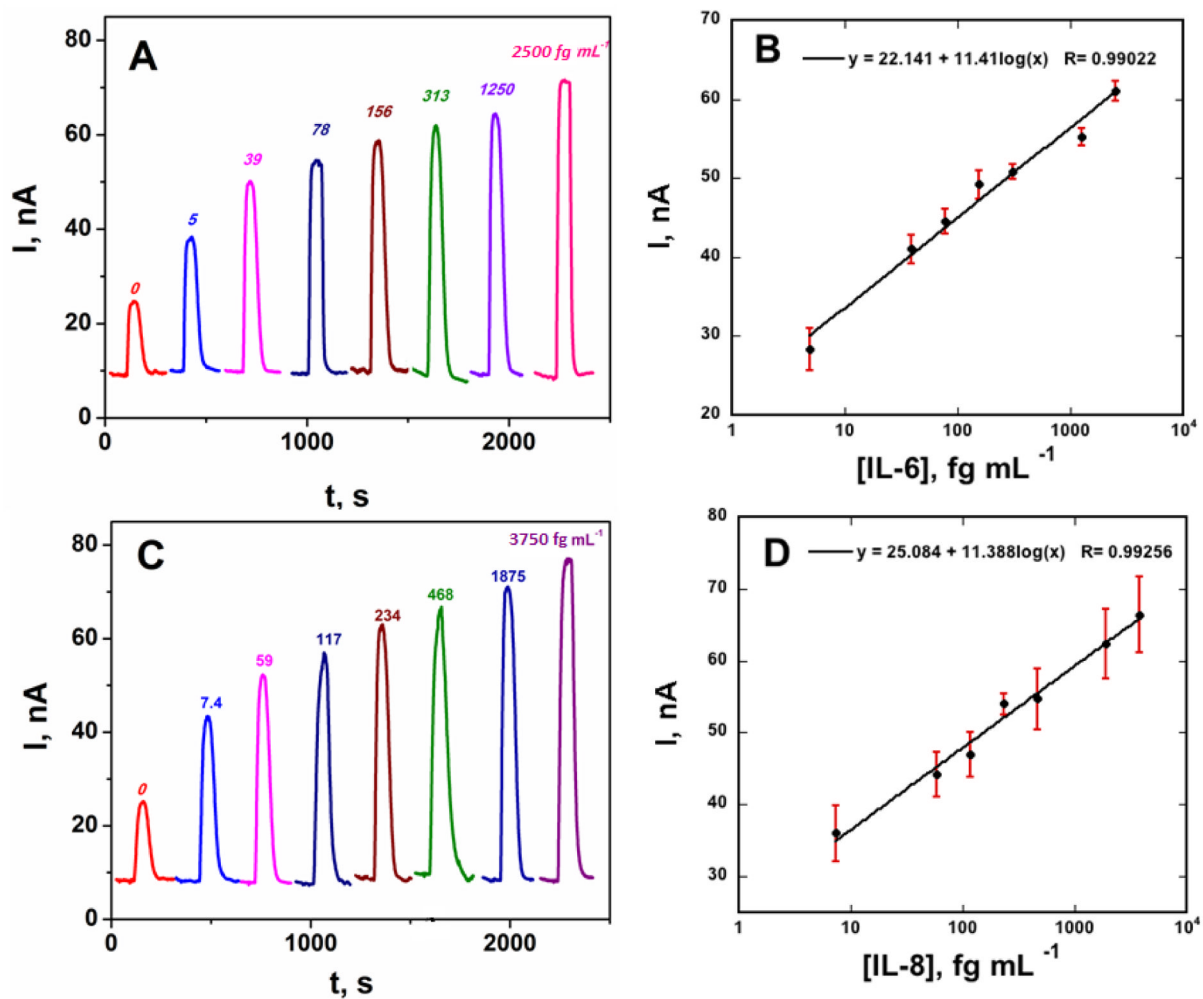 A
80
60
40
20
0
I, nA
0
5
39
78
156
313
1250
2500 fg mL-1
0 1000 2000
t, s
B
y = 22.141 + 11.41log(x) R= 0.99022
70
60
50
40
30
20
I, nA
1 10 100 1000 10⁴
[IL-6], fg mL -1
C
80
60
40
20
0
I, nA
0
7.4
59
117
234
468
1875
3750 fg mL-1
0 1000 2000
t, s
D
y = 25.084 + 11.388log(x) R= 0.99256
80
70
60
50
40
30
I, nA
1 10 100 1000 10⁴
[IL-8], fg mL -1